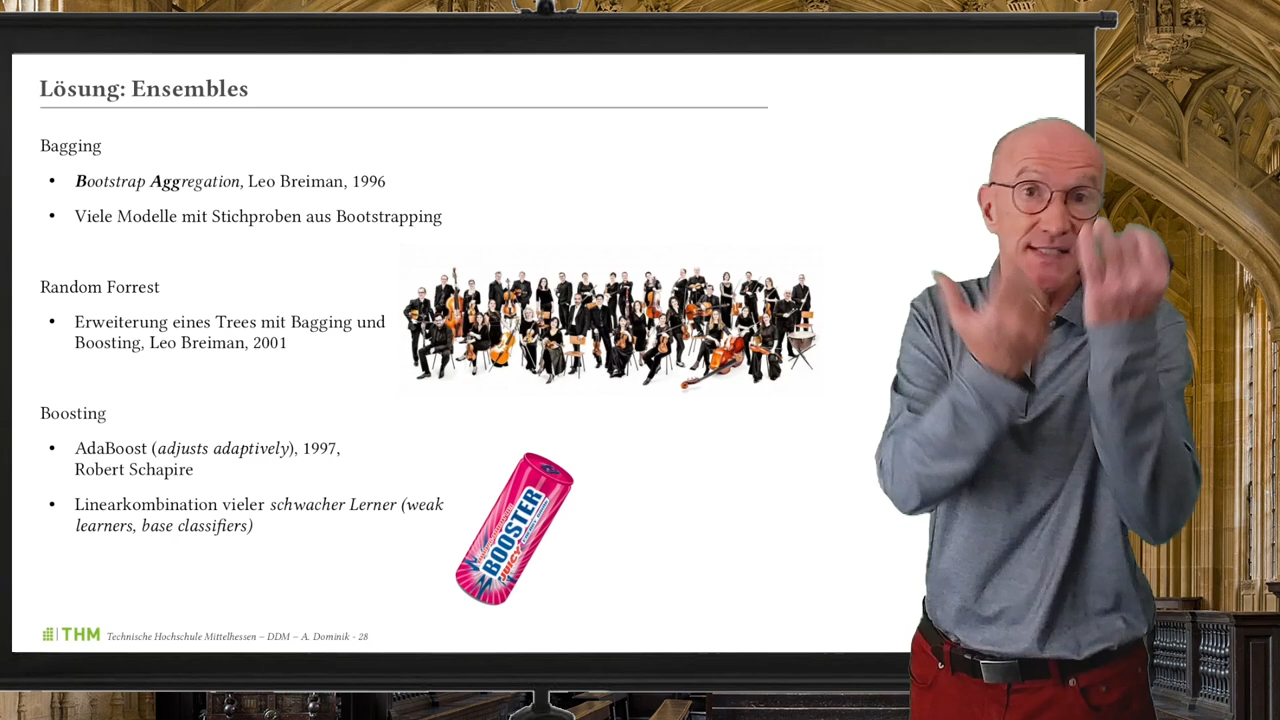 Lösung: Ensembles
Bagging
• Bootstrap Aggregation, Leo Breiman, 1996
• Viele Modelle mit Stichproben aus Bootstrapping
Random Forrest
• Erweiterung eines Trees mit Bagging und
Boosting, Leo Breiman, 2001
Boosting
• AdaBoost (adjusts adaptively), 1997,
Robert Schapire
• Linearkombination vieler schwacher Lerner (weak
learners, base classifiers)
BOOSTER
JUICY
THM Technische Hochschule Mittelhessen – DDM – A. Dominik - 28